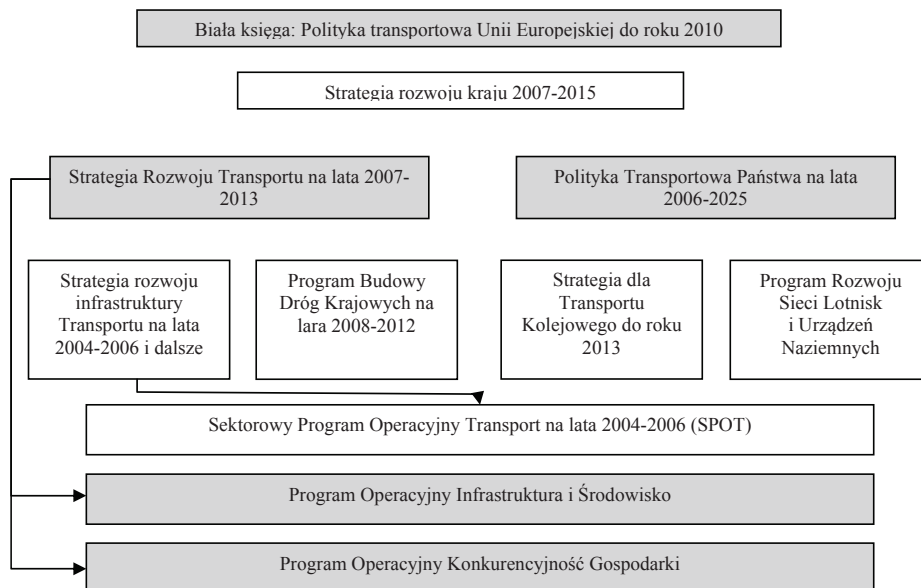 Biała księga: Polityka transportowa Unii Europejskiej do roku 2010
Strategia rozwoju kraju 2007-2015
Strategia Rozwoju Transportu na lata 2007-
2013
Polityka Transportowa Państwa na lata
2006-2025
Strategia rozwoju
infrastruktury
Transportu na lata
2004-2006 i dalsze
Program Budowy
Dróg Krajowych na
lara 2008-2012
Strategia dla
Transportu
Kolejowego do roku
2013
Program Rozwoju
Sieci Lotnisk
i Urządzeń
Naziemnych
Sektorowy Program Operacyjny Transport na lata 2004-2006 (SPOT)
Program Operacyjny Infrastruktura i Środowisko
Program Operacyjny Konkurencyjność Gospodarki